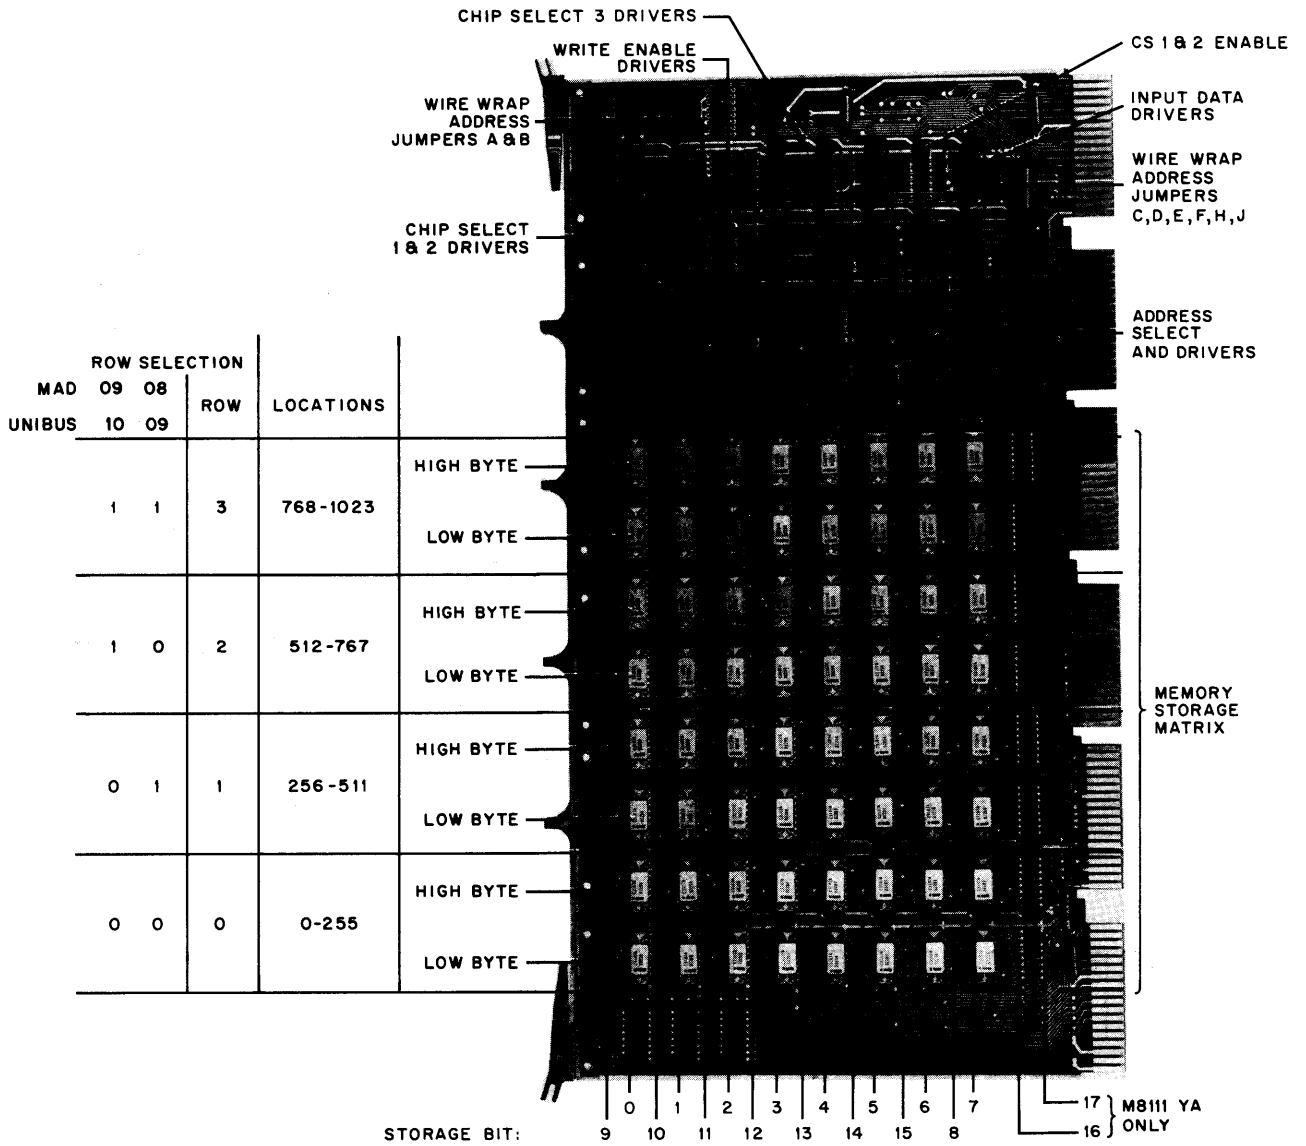 CHIP SELECT 3 DRIVERS
WRITE ENABLE
DRIVERS
CS 1 & 2 ENABLE
WIRE WRAP
ADDRESS
JUMPERS A & B
INPUT DATA
DRIVERS
WIRE WRAP
ADDRESS
JUMPERS
C,D,E,F,H,J
CHIP SELECT
1 & 2 DRIVERS
ADDRESS
SELECT
AND DRIVERS
ROW SELECTION
MAD 09 08
ROW LOCATIONS
UNIBUS 10 09
HIGH BYTE
1 1 3 768-1023
LOW BYTE
HIGH BYTE
1 0 2 512-767
LOW BYTE
MEMORY
STORAGE
MATRIX
HIGH BYTE
0 1 1 256-511
LOW BYTE
HIGH BYTE
0 0 0 0-255
LOW BYTE
0 1 2 3 4 5 6 7 17
STORAGE BIT: 9 10 11 12 13 14 15 8 16
M8111 YA
ONLY